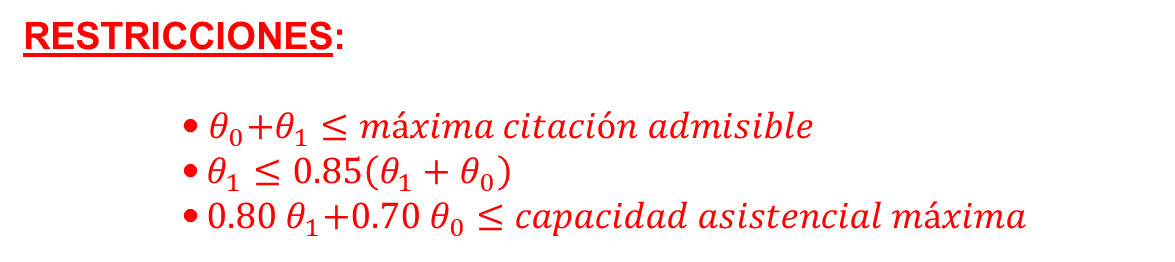 RESTRICCIONES:
• θ₀+θ₁ ≤ máxima citación admisible
• θ₁ ≤ 0.85(θ₁ + θ₀)
• 0.80 θ₁+0.70 θ₀ ≤ capacidad asistencial máxima